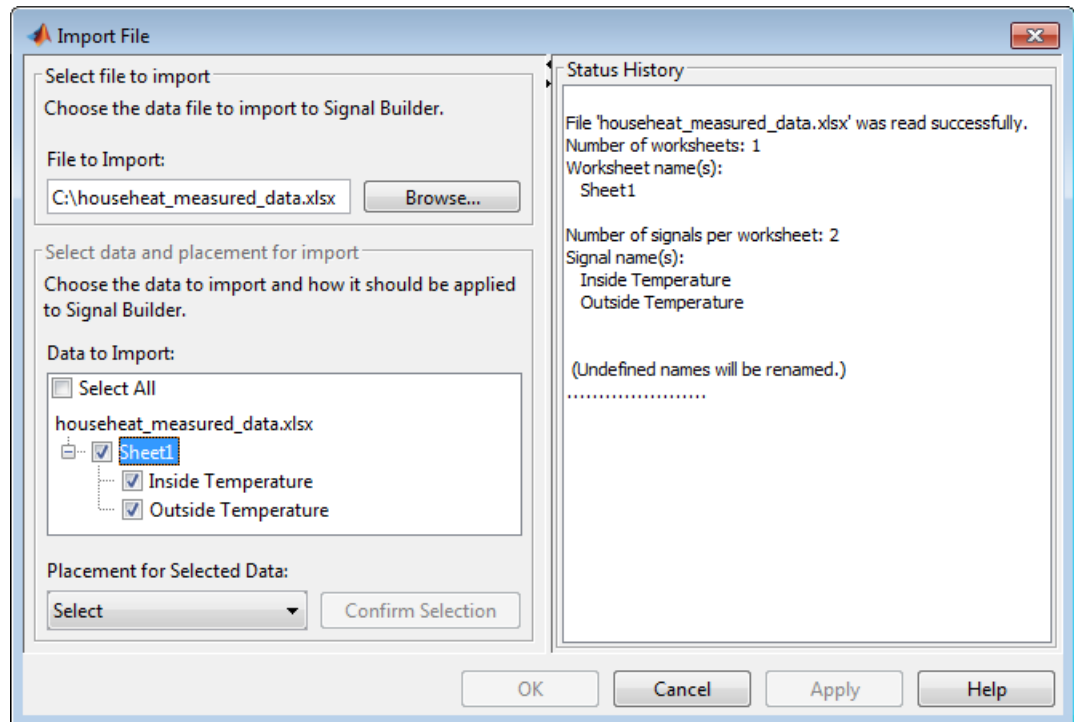 Import File
Select file to import
Choose the data file to import to Signal Builder.
File to Import:
C:\househeat_measured_data.xlsx
Browse...
Select data and placement for import
Choose the data to import and how it should be applied
to Signal Builder.
Data to Import:
Select All
househeat_measured_data.xlsx
Sheet1
Inside Temperature
Outside Temperature
Placement for Selected Data:
Select
Confirm Selection
Status History
File 'househeat_measured_data.xlsx' was read successfully.
Number of worksheets: 1
Worksheet name(s):
Sheet1
Number of signals per worksheet: 2
Signal name(s):
Inside Temperature
Outside Temperature
(Undefined names will be renamed.)
.......................
OK
Cancel
Apply
Help